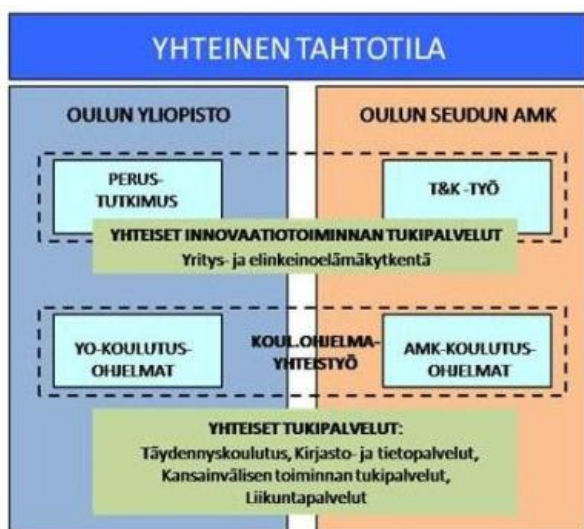 YHTEINEN TAHTOTILA
OULUN YLIOPISTO
OULUN SEUDUN AMK
PERUS-
TUTKIMUS
T&K -TYÖ
YHTEISET INNOVAATIOTOIMINNAN TUKIPALVELUT
Yritys- ja elinkeinoelämäkytkentä
YO-KOULUTUS-
OHJELMAT
KOUL.OHJELMA-
YHTEISTYÖ
AMK-KOULUTUS-
OHJELMAT
YHTEISET TUKIPALVELUT:
Täydennyskoulutus, Kirjasto- ja tietopalvelut,
Kansainvälisen toiminnan tukipalvelut,
Liikuntapalvelut